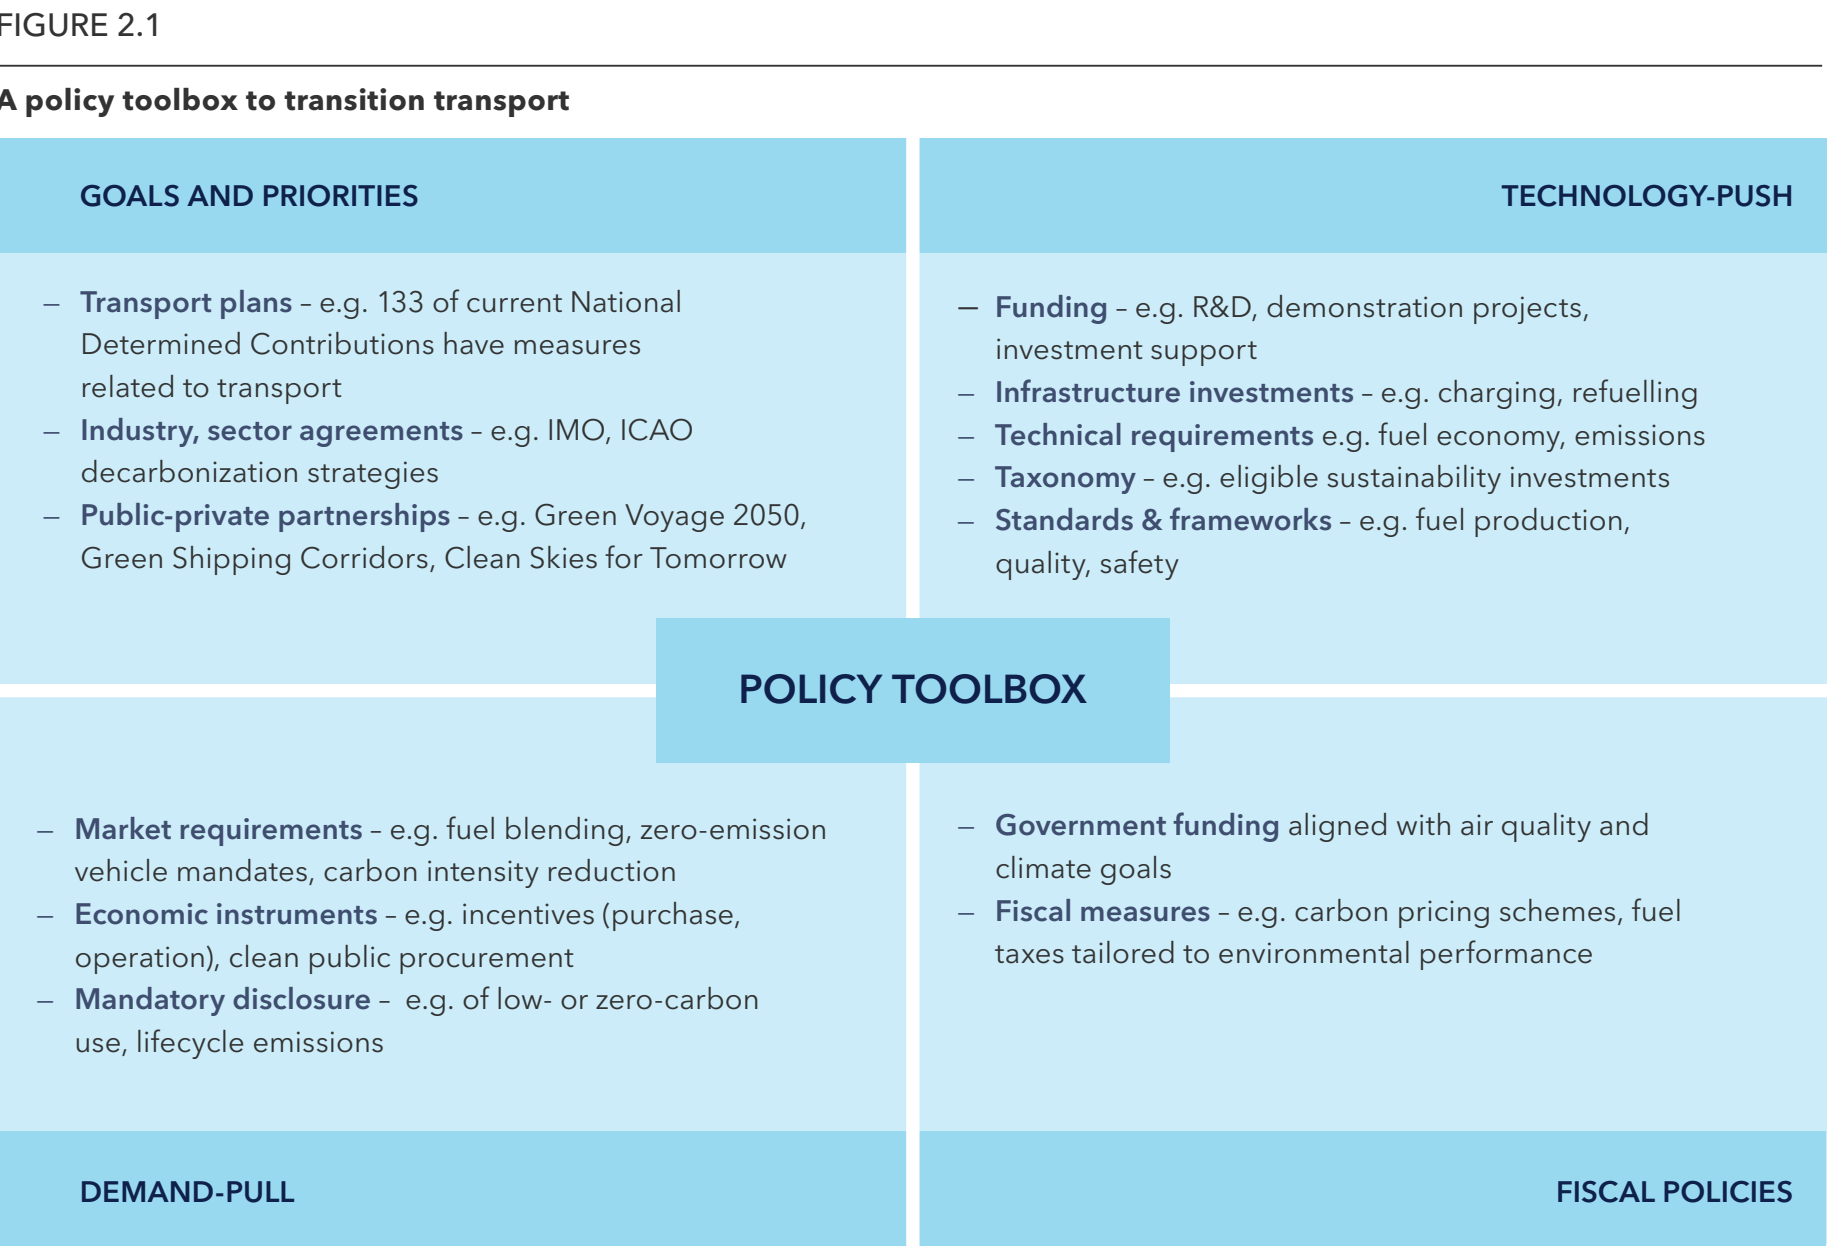 FIGURE 2.1
A policy toolbox to transition transport
GOALS AND PRIORITIES
– Transport plans – e.g. 133 of current National
Determined Contributions have measures
related to transport
– Industry, sector agreements – e.g. IMO, ICAO
decarbonization strategies
– Public-private partnerships – e.g. Green Voyage 2050,
Green Shipping Corridors, Clean Skies for Tomorrow
TECHNOLOGY-PUSH
– Funding – e.g. R&D, demonstration projects,
investment support
– Infrastructure investments – e.g. charging, refuelling
– Technical requirements e.g. fuel economy, emissions
– Taxonomy – e.g. eligible sustainability investments
– Standards & frameworks – e.g. fuel production,
quality, safety
POLICY TOOLBOX
– Market requirements – e.g. fuel blending, zero-emission
vehicle mandates, carbon intensity reduction
– Economic instruments – e.g. incentives (purchase,
operation), clean public procurement
– Mandatory disclosure – e.g. of low- or zero-carbon
use, lifecycle emissions
DEMAND-PULL
– Government funding aligned with air quality and
climate goals
– Fiscal measures – e.g. carbon pricing schemes, fuel
taxes tailored to environmental performance
FISCAL POLICIES